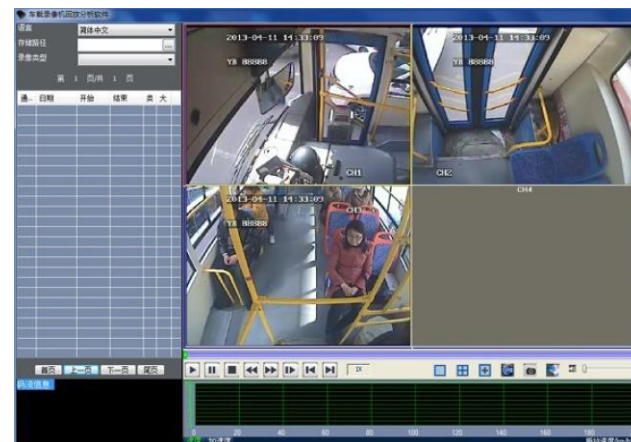 车载录像机回放分析软件
语言 简体中文
存储路径 ...
录像类型
第 1 页/共 1 页
通.. 日期 开始 结束 类 大
首页 上一页 下一页 尾页
码流信息
2013-04-11 14:33:09
YB 88888
CH1
2013-04-11 14:33:09
YB 88888
CH2
2013-04-11 14:33:09
YB 88888
CH3
CH4
1X
0 20 40 60 80 100 120 140 160 180